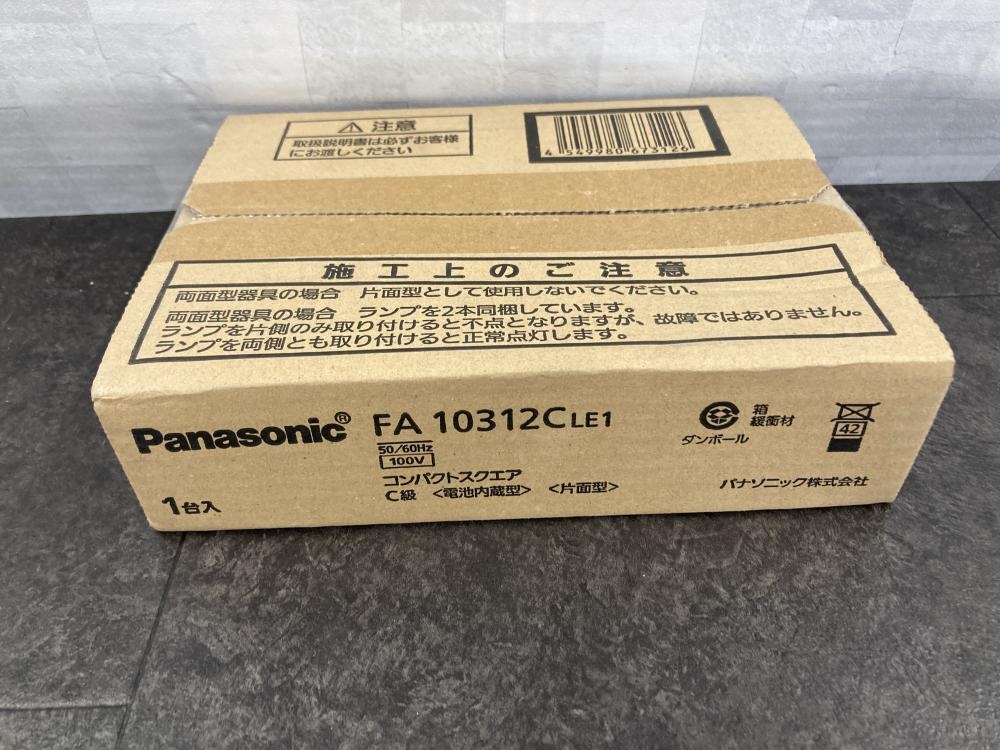 ⚠ 注意
取扱説明書は必ずお客様
にお渡しください
4 549980 673126
施工上のご注意
両面型器具の場合 片面型として使用しないでください。
両面型器具の場合 ランプを2本同梱しています。
ランプを片側のみ取り付けると不点となりますが、故障ではありません。
ランプを両側とも取り付けると正常点灯します。
Panasonic® FA 10312C LE1
50/60Hz
100V
コンパクトスクエア
C級 <電池内蔵型> <片面型>
1台入
ダンボール
箱
緩衝材
42
パナソニック株式会社